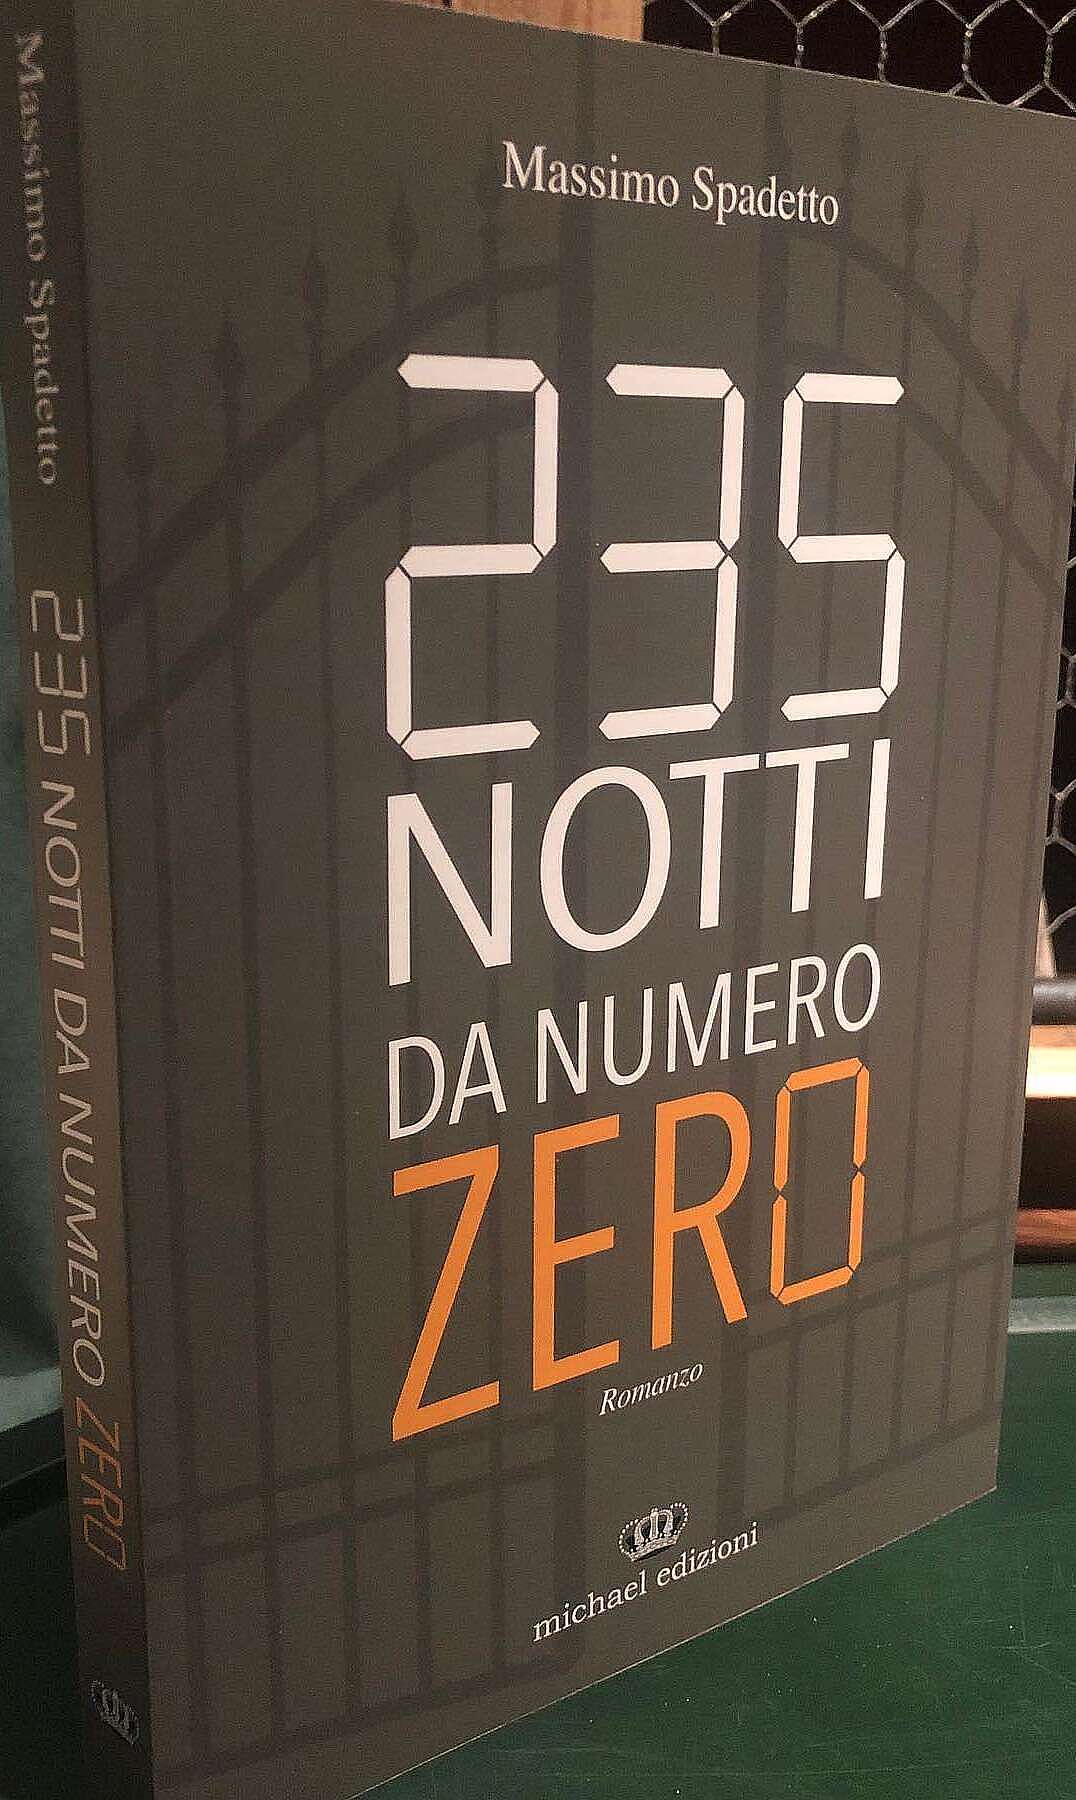 Massimo Spadetto
235 NOTTI DA NUMERO ZERO
Massimo Spadetto
235
NOTTI
DA NUMERO
ZERO
Romanzo
michael edizioni